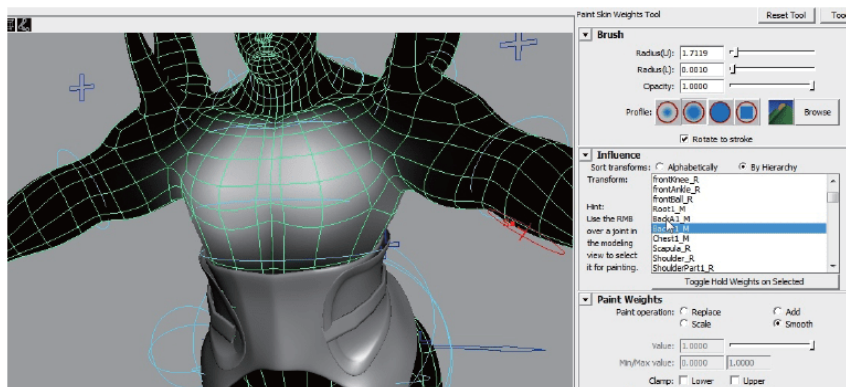 Paint Skin Weights Tool
Reset Tool
Too
Brush
Radius(U): 1.7119
Radius(L): 0.0010
Opacity: 1.0000
Profile:
Browse
Rotate to stroke
Influence
Sort transforms: Alphabetically By Hierarchy
Transform:
Hint:
Use the RMB
over a joint in
the modeling
view to select
it for painting.
frontKnee_R
frontAnkle_R
frontBall_R
Root1_M
BackA1_M
Chest1_M
Scapula_R
Shoulder_R
ShoulderPart1_R
Toggle Hold Weights on Selected
Paint Weights
Paint operation: Replace Add
Scale Smooth
Value: 1.0000
Min/Max value: 0.0000 1.0000
Clamp: Lower Upper